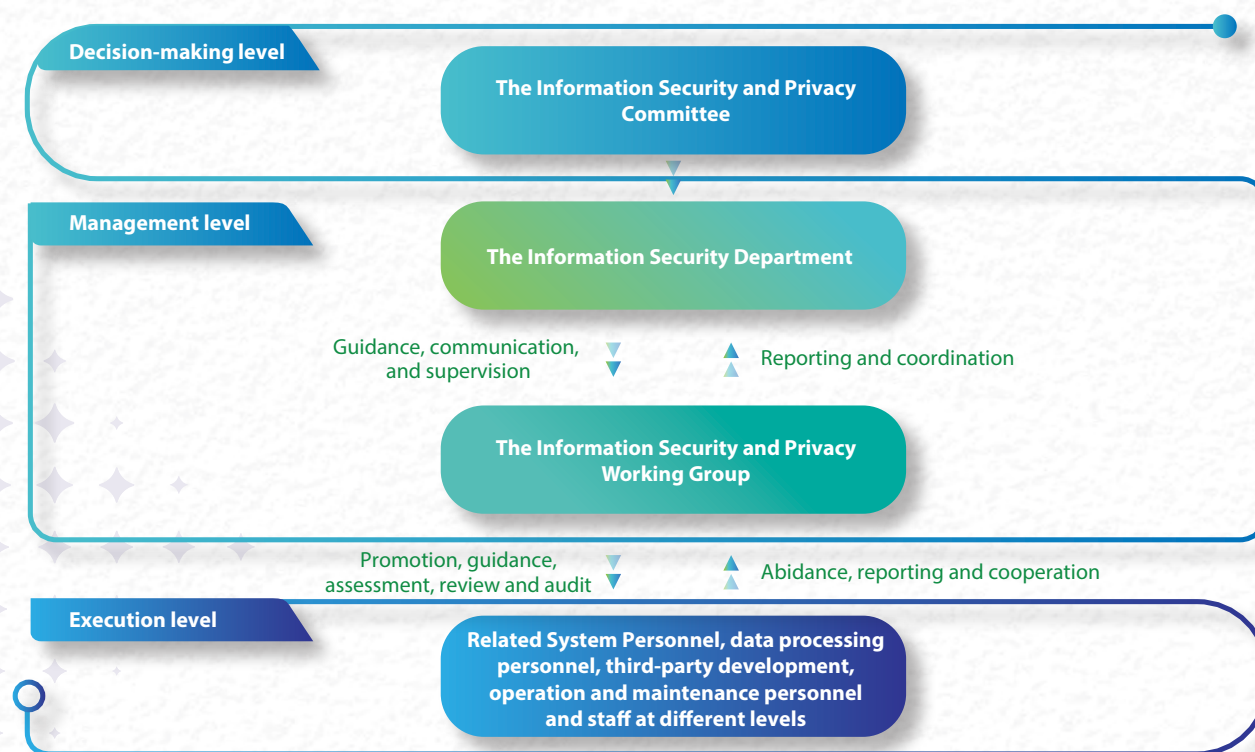 Decision-making level
The Information Security and Privacy
Committee
Management level
The Information Security Department
Guidance, communication,
and supervision
Reporting and coordination
The Information Security and Privacy
Working Group
Promotion, guidance,
assessment, review and audit
Abidance, reporting and cooperation
Execution level
Related System Personnel, data processing
personnel, third-party development,
operation and maintenance personnel
and staff at different levels